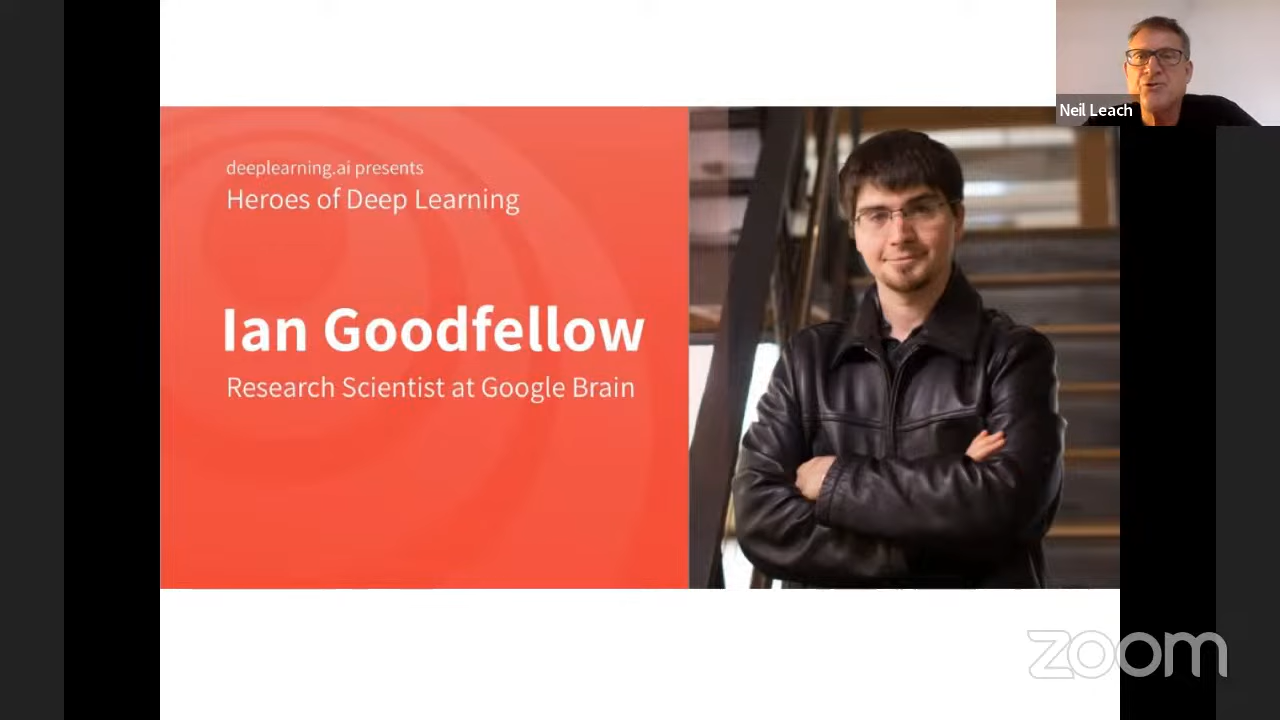 deeplearning.ai presents
Heroes of Deep Learning
Ian Goodfellow
Research Scientist at Google Brain
Neil Leach
zoom